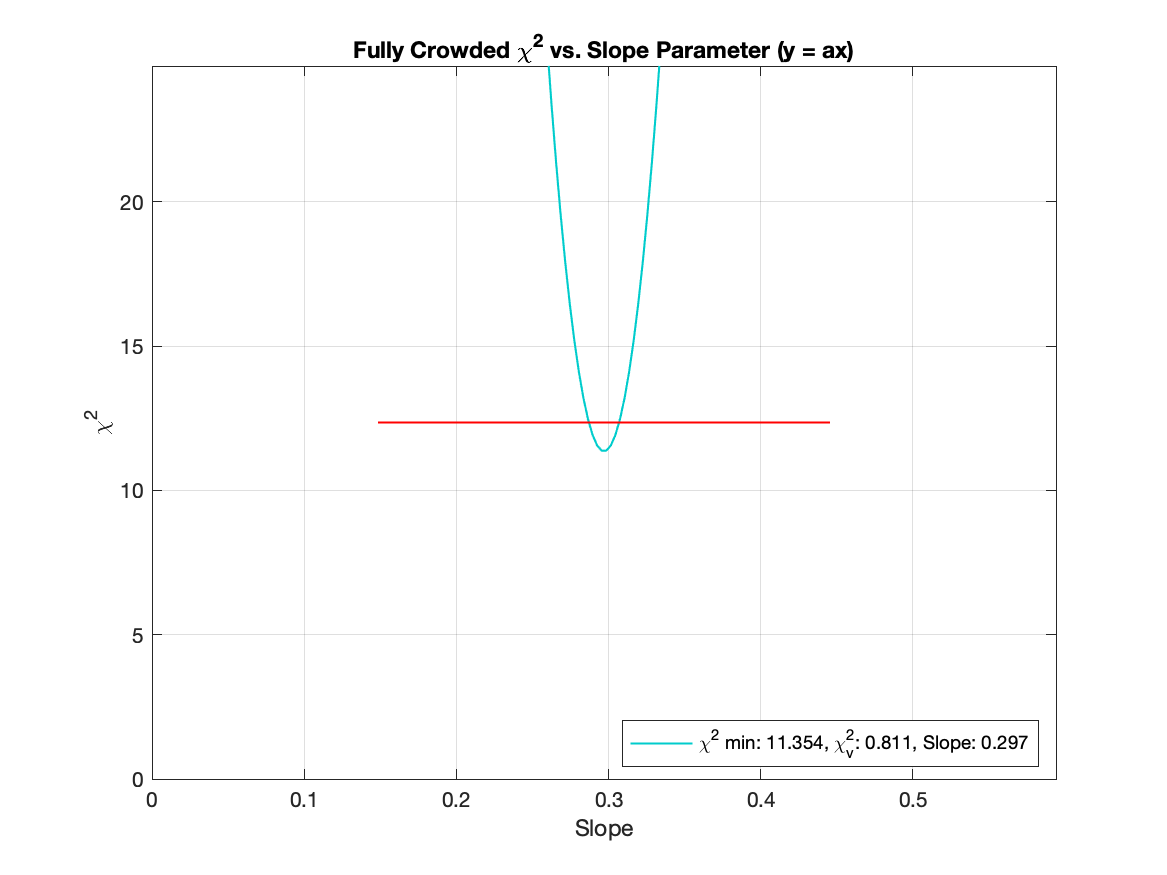 Fully Crowded χ² vs. Slope Parameter (y = ax)
20
15
χ²
10
5
0
χ² min: 11.354, χ²ᵥ: 0.811, Slope: 0.297
0 0.1 0.2 0.3 0.4 0.5
Slope